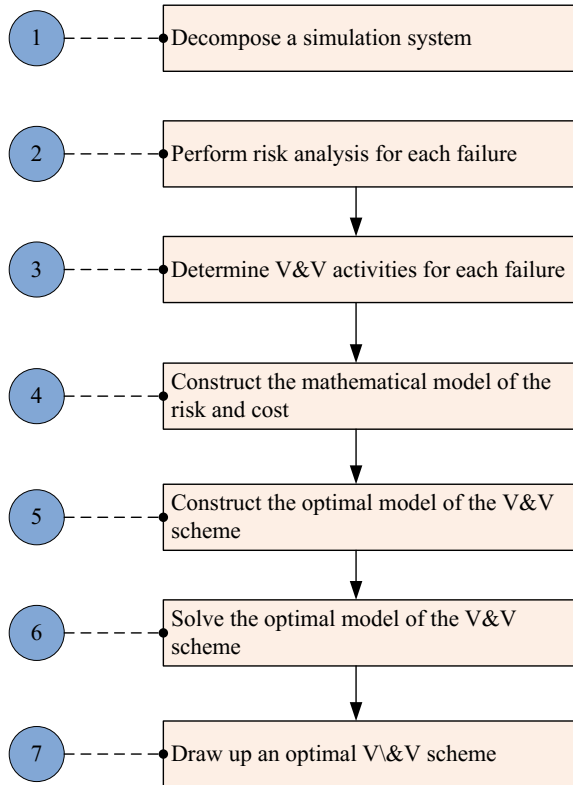 1
Decompose a simulation system
2
Perform risk analysis for each failure
3
Determine V&V activities for each failure
4
Construct the mathematical model of the
risk and cost
5
Construct the optimal model of the V&V
scheme
6
Solve the optimal model of the V&V
scheme
7
Draw up an optimal V\&V scheme